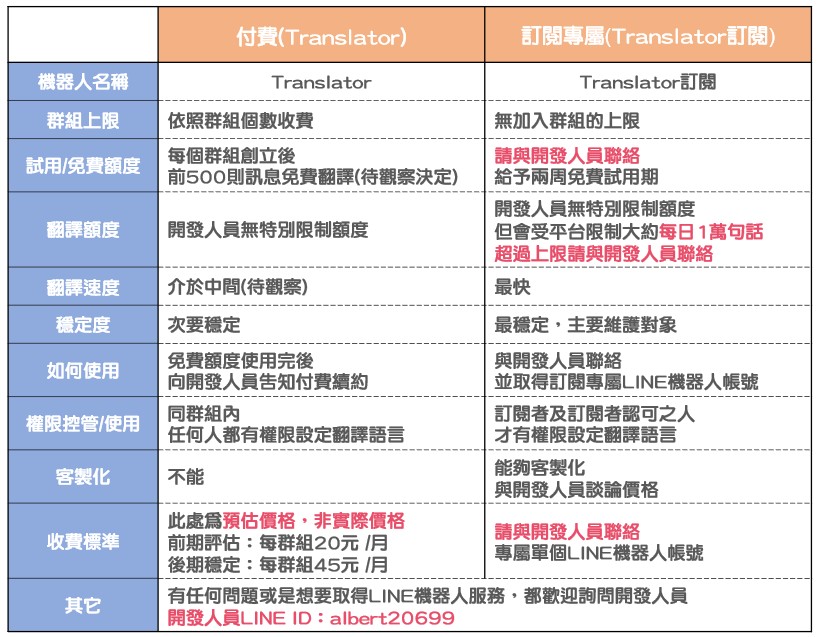 付費(Translator)
訂閱專屬(Translator訂閱)
機器人名稱
Translator
Translator訂閱
群組上限
依照群組個數收費
無加入群組的上限
試用/免費額度
每個群組創立後
前500則訊息免費翻譯(待觀察決定)
請與開發人員聯絡
給予兩周免費試用期
翻譯額度
開發人員無特別限制額度
開發人員無特別限制額度
但會受平台限制大約每日1萬句話
超過上限請與開發人員聯絡
翻譯速度
介於中間(待觀察)
最快
穩定度
次要穩定
最穩定，主要維護對象
如何使用
免費額度使用完後
向開發人員告知付費續約
與開發人員聯絡
並取得訂閱專屬LINE機器人帳號
權限控管/使用
同群組內
任何人都有權限設定翻譯語言
訂閱者及訂閱者認可之人
才有權限設定翻譯語言
客製化
不能
能夠客製化
與開發人員談論價格
收費標準
此處為預估價格，非實際價格
前期評估：每群組20元 /月
後期穩定：每群組45元 /月
請與開發人員聯絡
專屬單個LINE機器人帳號
其它
有任何問題或是想要取得LINE機器人服務，都歡迎詢問開發人員
開發人員LINE ID：albert20699